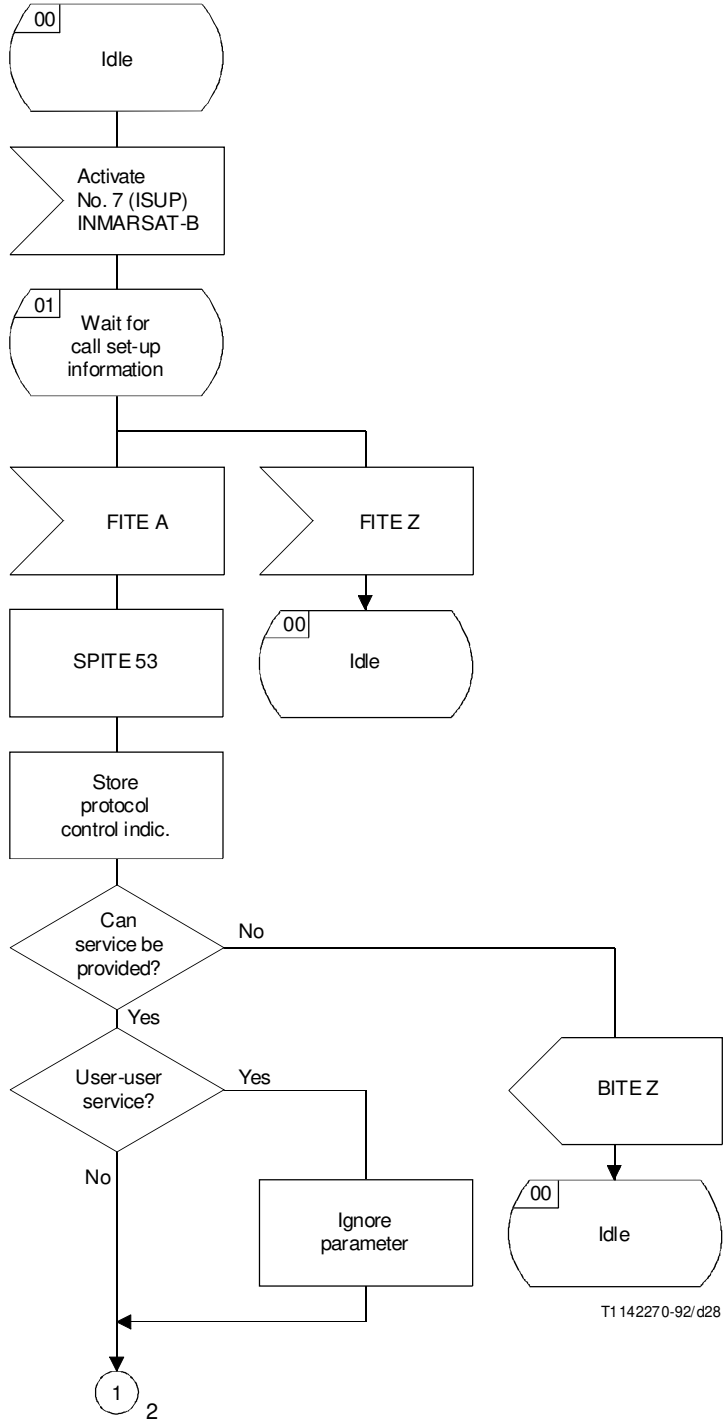 00
Idle
Activate
No. 7 (ISUP)
INMARSAT-B
01
Wait for
call set-up
information
FITE A
FITE Z
SPITE 53
00
Idle
Store
protocol
control indic.
Can
service be
provided?
No
Yes
User-user
service?
Yes
BITE Z
No
Ignore
parameter
00
Idle
T1142270-92/d28
1
2